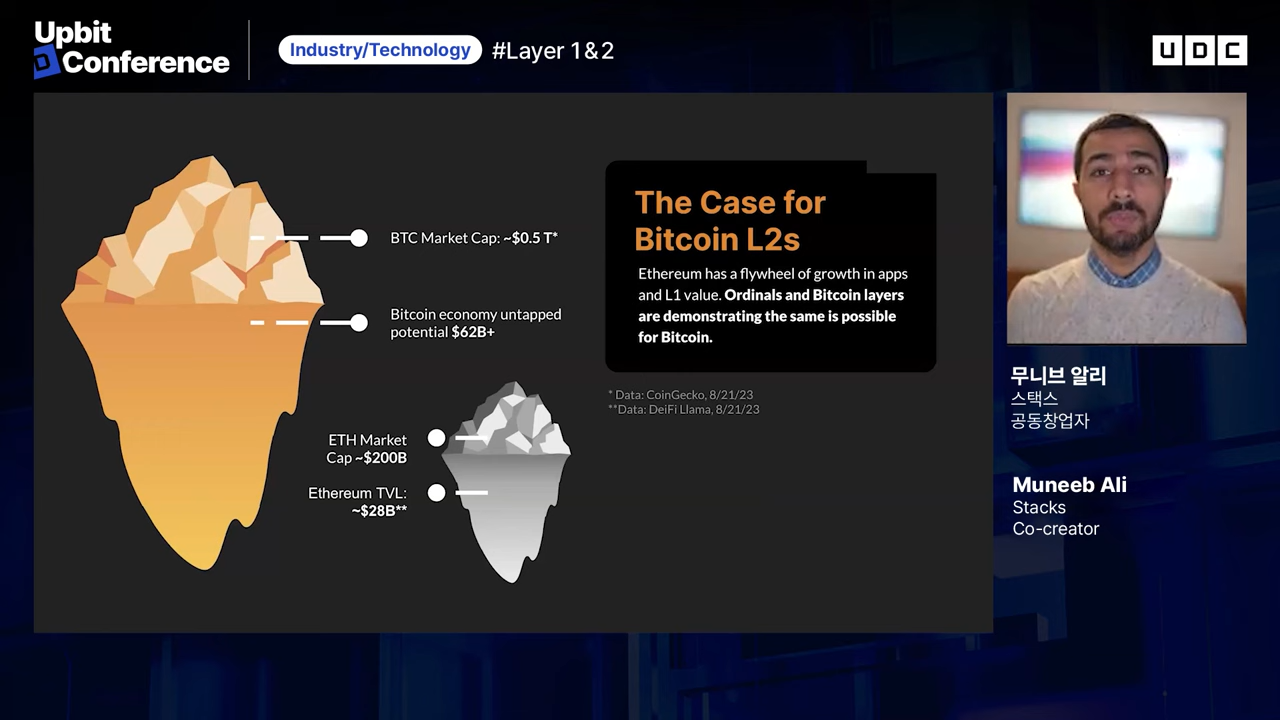 Upbit
D Conference
Industry/Technology #Layer 1&2
UDC
BTC Market Cap: ~$0.5 T*
Bitcoin economy untapped
potential $62B+
ETH Market
Cap ~$200B
Ethereum TVL:
~$28B**
The Case for
Bitcoin L2s
Ethereum has a flywheel of growth in apps
and L1 value. Ordinals and Bitcoin layers
are demonstrating the same is possible
for Bitcoin.
* Data: CoinGecko, 8/21/23
**Data: DeiFi Llama, 8/21/23
무니브 알리
스택스
공동창업자
Muneeb Ali
Stacks
Co-creator